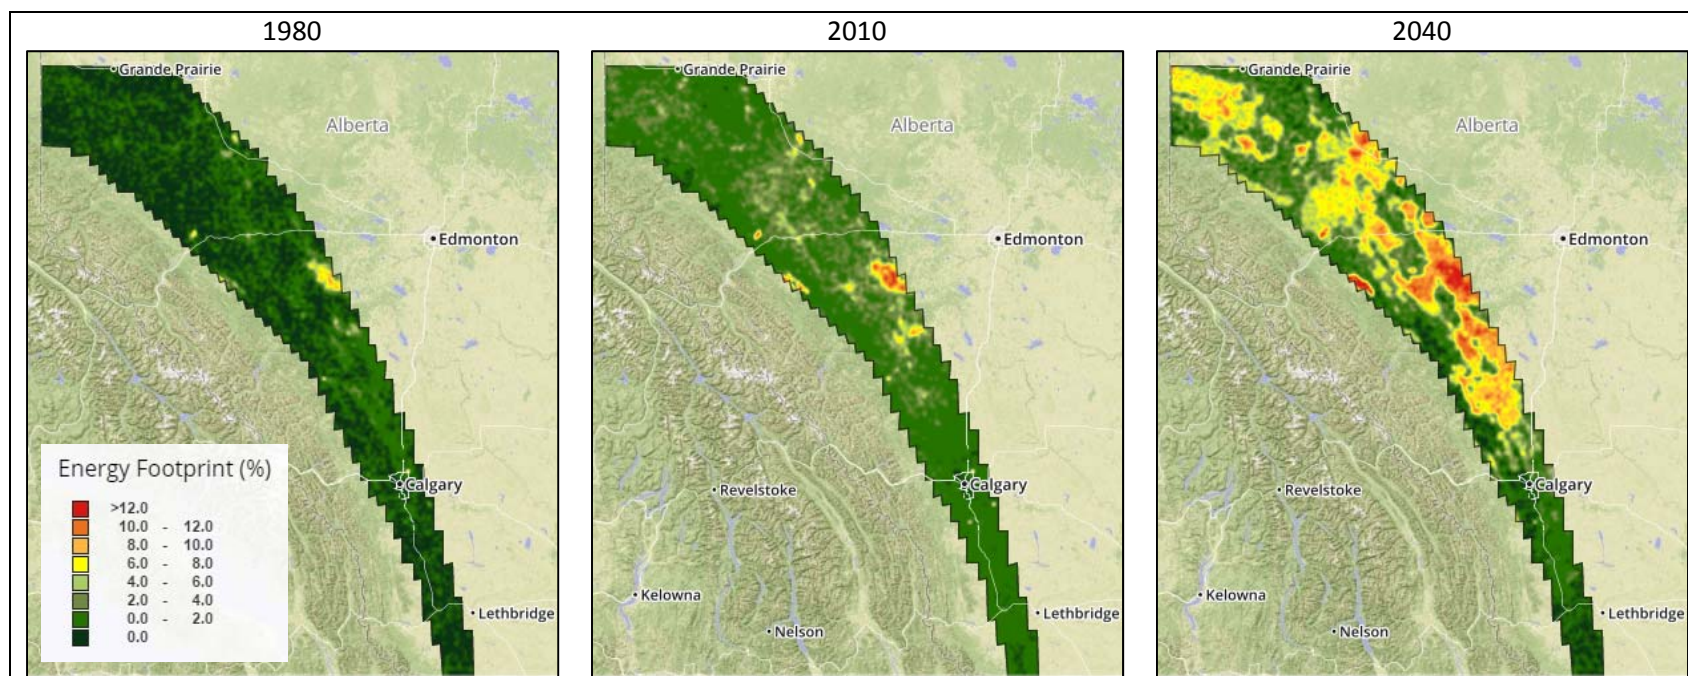 1980
2010
2040
Grande Prairie
Alberta
Edmonton
Calgary
Lethbridge
Energy Footprint (%)
>12.0
10.0 - 12.0
8.0 - 10.0
6.0 - 8.0
4.0 - 6.0
2.0 - 4.0
0.0 - 2.0
0.0
Grande Prairie
Alberta
Edmonton
Revelstoke
Calgary
Kelowna
Lethbridge
Nelson
Grande Prairie
Alberta
Edmonton
Revelstoke
Calgary
Kelowna
Lethbridge
Nelson